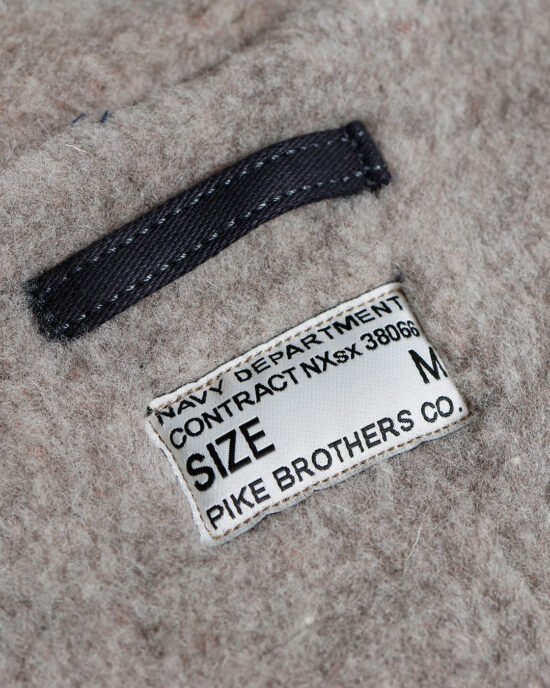 NAVY DEPARTMENT
CONTRACT NXsx 38066
SIZE M
PIKE BROTHERS CO.